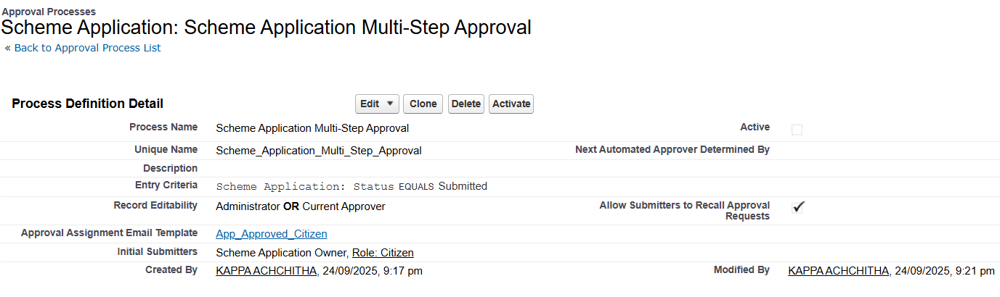 Approval Processes
Scheme Application: Scheme Application Multi-Step Approval
« Back to Approval Process List
Process Definition Detail
Edit ▼ Clone Delete Activate
Process Name Scheme Application Multi-Step Approval Active
Unique Name Scheme_Application_Multi_Step_Approval Next Automated Approver Determined By
Description
Entry Criteria Scheme Application: Status EQUALS Submitted
Record Editability Administrator OR Current Approver Allow Submitters to Recall Approval
Requests
Approval Assignment Email Template App_Approved_Citizen
Initial Submitters Scheme Application Owner, Role: Citizen
Created By KAPPA ACHCHITHA, 24/09/2025, 9:17 pm Modified By KAPPA ACHCHITHA, 24/09/2025, 9:21 pm